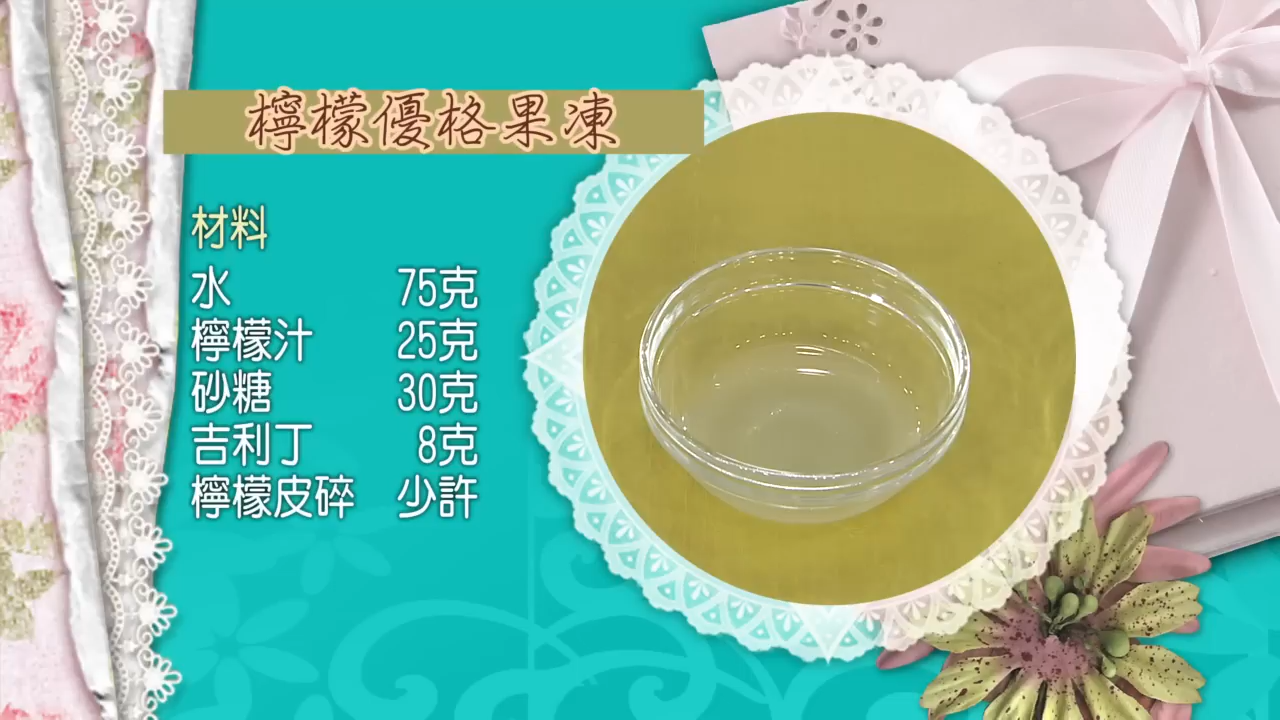 檸檬優格果凍
材料
水 75克
檸檬汁 25克
砂糖 30克
吉利丁 8克
檸檬皮碎 少許